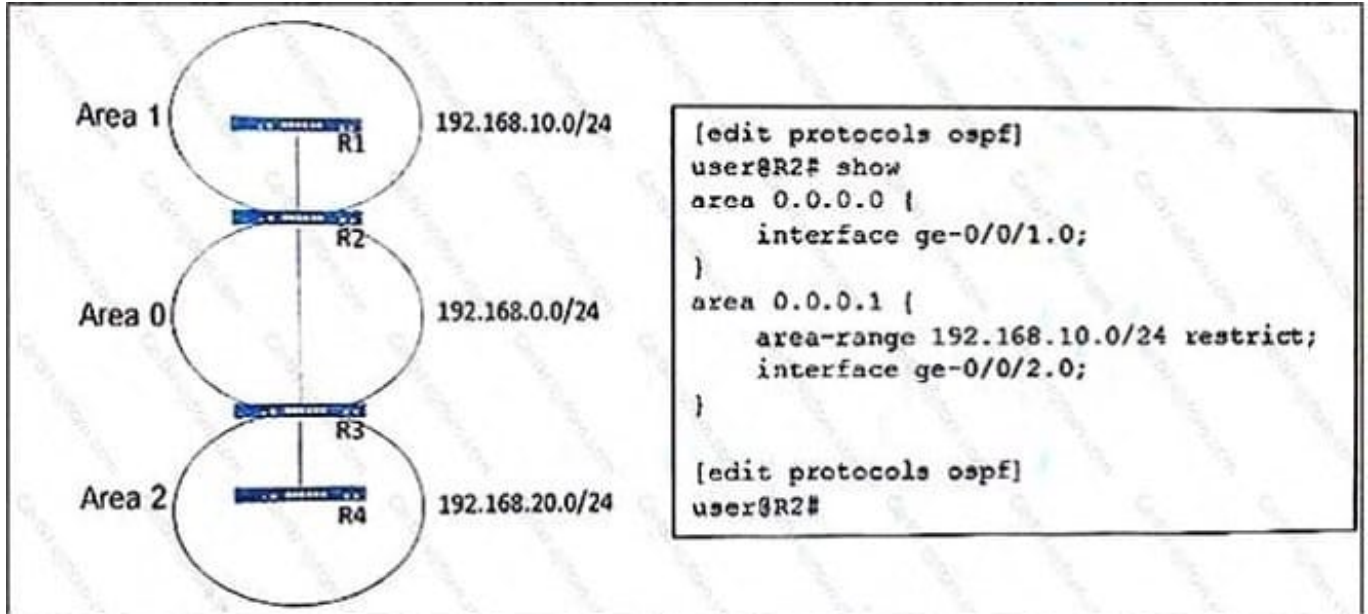 Area 1
R1
192.168.10.0/24
R2
Area 0
192.168.0.0/24
R3
Area 2
R4
192.168.20.0/24
[edit protocols ospf]
user@R2# show
area 0.0.0.0 {
interface ge-0/0/1.0;
}
area 0.0.0.1 {
area-range 192.168.10.0/24 restrict;
interface ge-0/0/2.0;
}
[edit protocols ospf]
user@R2#